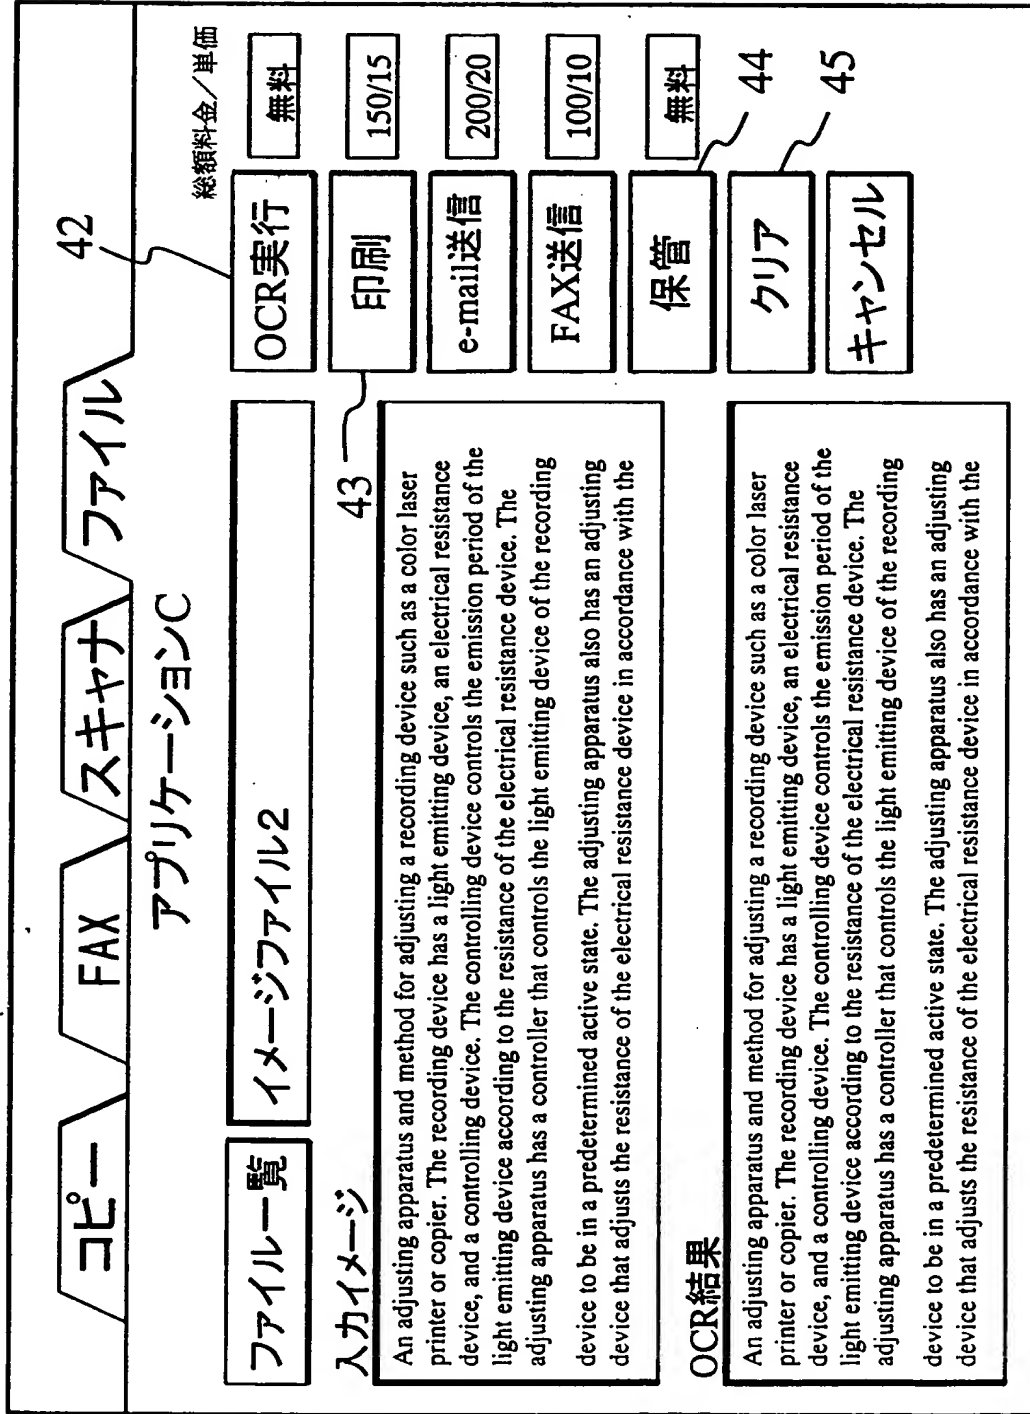 コピー
FAX
スキャナ
ファイル
アプリケーションC
総額料金／単価
ファイル一覧
イメージファイル2
OCR実行
無料
42
印刷
150/15
43
e-mail送信
200/20
FAX送信
100/10
保管
無料
44
クリア
45
キャンセル
入力イメージ
An adjusting apparatus and method for adjusting a recording device such as a color laser
printer or copier. The recording device has a light emitting device, an electrical resistance
device, and a controlling device. The controlling device controls the emission period of the
light emitting device according to the resistance of the electrical resistance device. The
adjusting apparatus has a controller that controls the light emitting device of the recording
device to be in a predetermined active state. The adjusting apparatus also has an adjusting
device that adjusts the resistance of the electrical resistance device in accordance with the
OCR結果
An adjusting apparatus and method for adjusting a recording device such as a color laser
printer or copier. The recording device has a light emitting device, an electrical resistance
device, and a controlling device. The controlling device controls the emission period of the
light emitting device according to the resistance of the electrical resistance device. The
adjusting apparatus has a controller that controls the light emitting device of the recording
device to be in a predetermined active state. The adjusting apparatus also has an adjusting
device that adjusts the resistance of the electrical resistance device in accordance with the